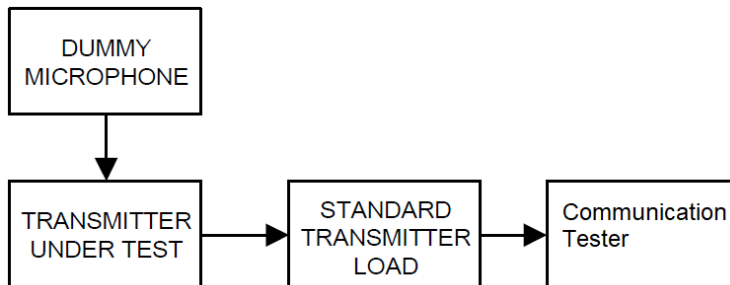 DUMMY
MICROPHONE
TRANSMITTER
UNDER TEST
STANDARD
TRANSMITTER
LOAD
Communication
Tester